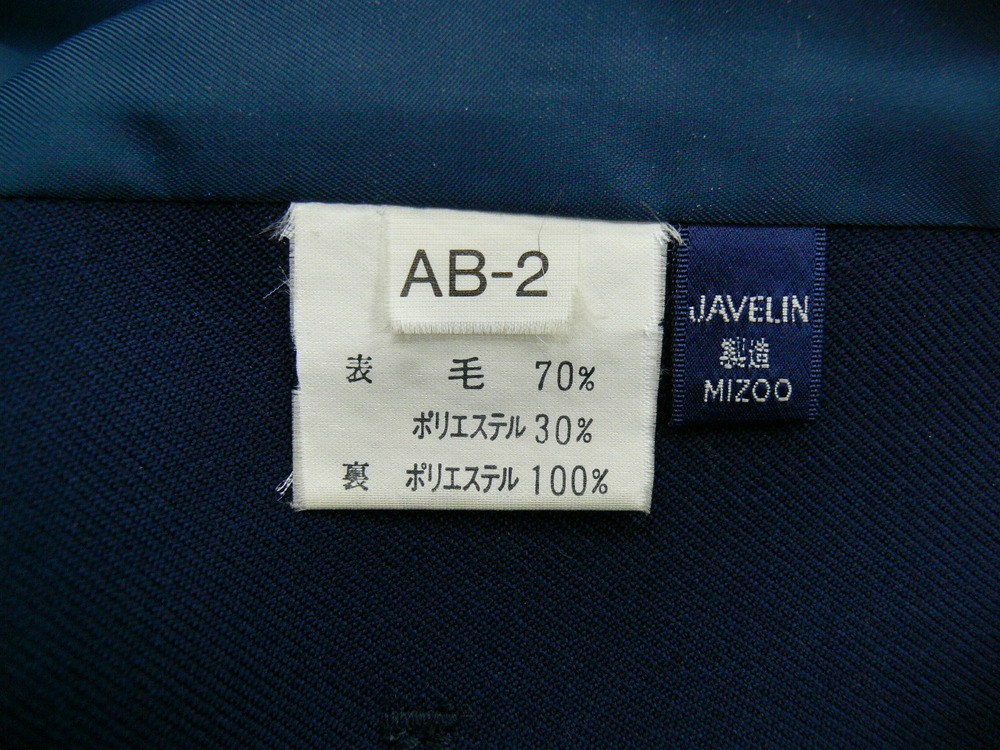 AB-2
表 毛 70%
ポリエステル 30%
裏 ポリエステル 100%
JAVELIN
製造
MIZOO